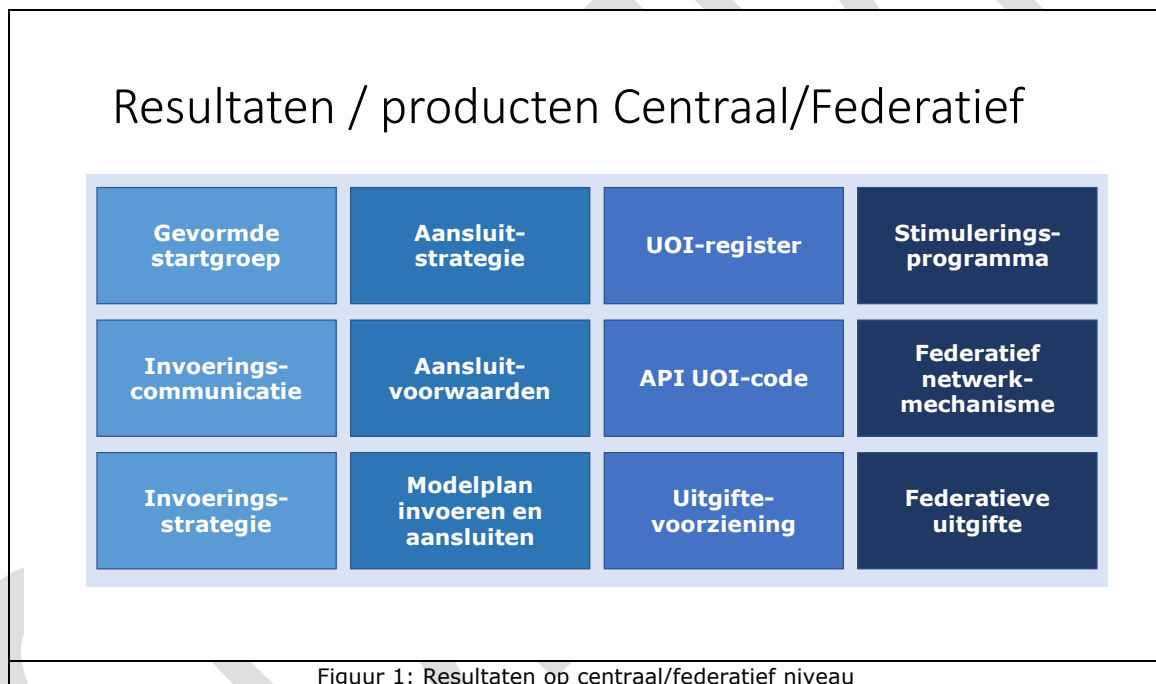 Resultaten / producten Centraal/Federatief
Gevormde
startgroep
Aansluit-
strategie
UOI-register
Stimulerings-
programma
Invoerings-
communicatie
Aansluit-
voorwaarden
API UOI-code
Federatief
netwerk-
mechanisme
Invoerings-
strategie
Modelplan
invoeren en
aansluiten
Uitgifte-
voorziening
Federatieve
uitgifte
Figuur 1: Resultaten op centraal/federatief niveau